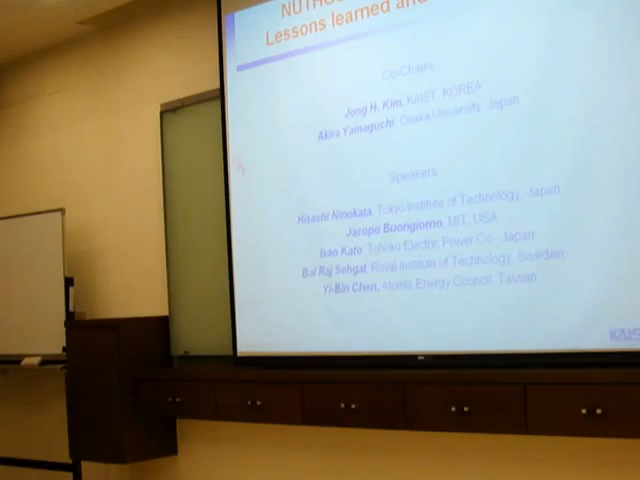 Lessons learned and
Co-Chairs
Jong H. Kim, KAIST, KOREA
Akira Yamaguchi, Osaka University, Japan
Speakers
Hisashi Ninokata, Tokyo Institute of Technology, Japan
Jacopo Buongiorno, MIT, USA
Isao Kato, Tohoku Electric Power Co., Japan
Bal Raj Sehgal, Royal Institute of Technology, Sweden
Yi-Bin Chen, Atomic Energy Council, Taiwan